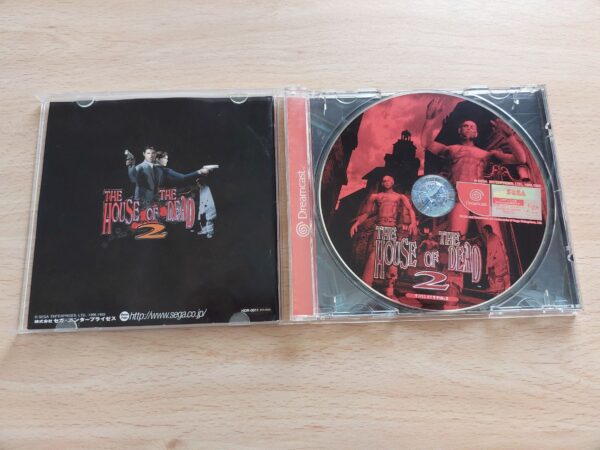 THE THE
HOUSE OF DEAD
2
© SEGA ENTERPRISES, LTD., 1998, 1999
株式会社 セガ・エンタープライゼス
http://www.sega.co.jp/
HDR-0011
Dreamcast
SEGA
THE THE
HOUSE OF DEAD
2